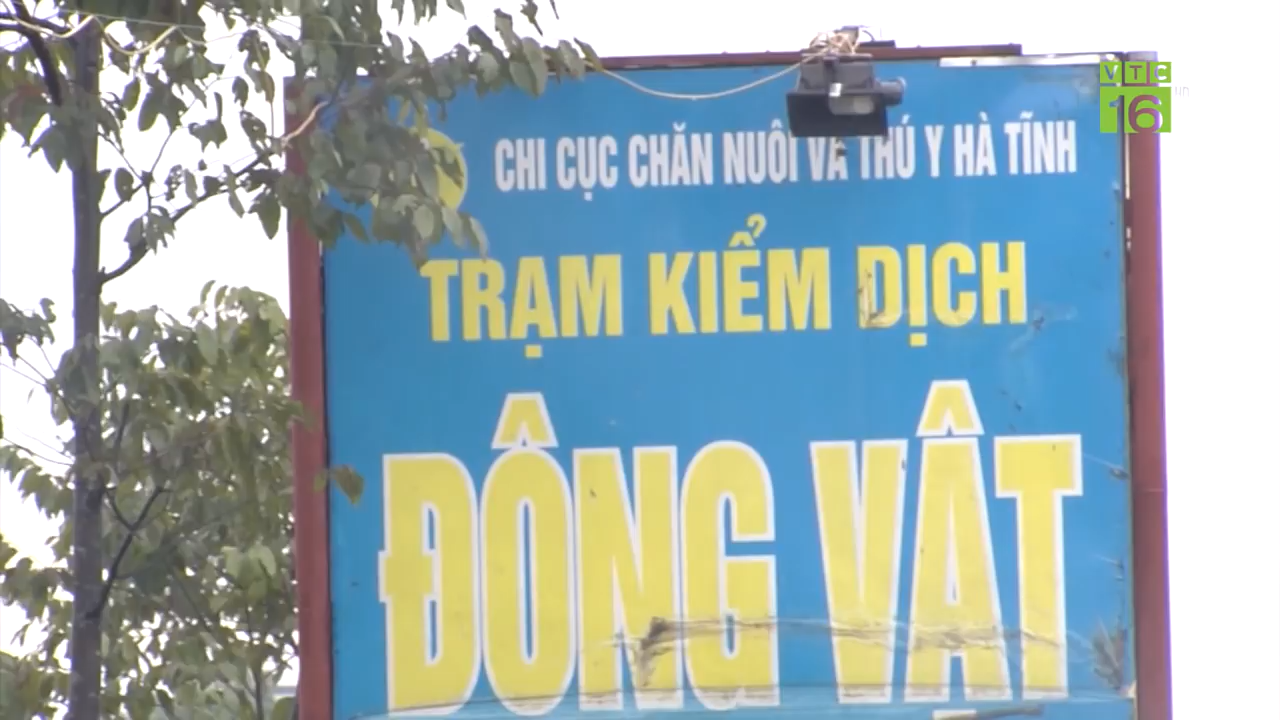 VTC
16
CHI CỤC CHĂN NUÔI VÀ THÚ Y HÀ TĨNH
TRẠM KIỂM DỊCH
ĐỘNG VẬT